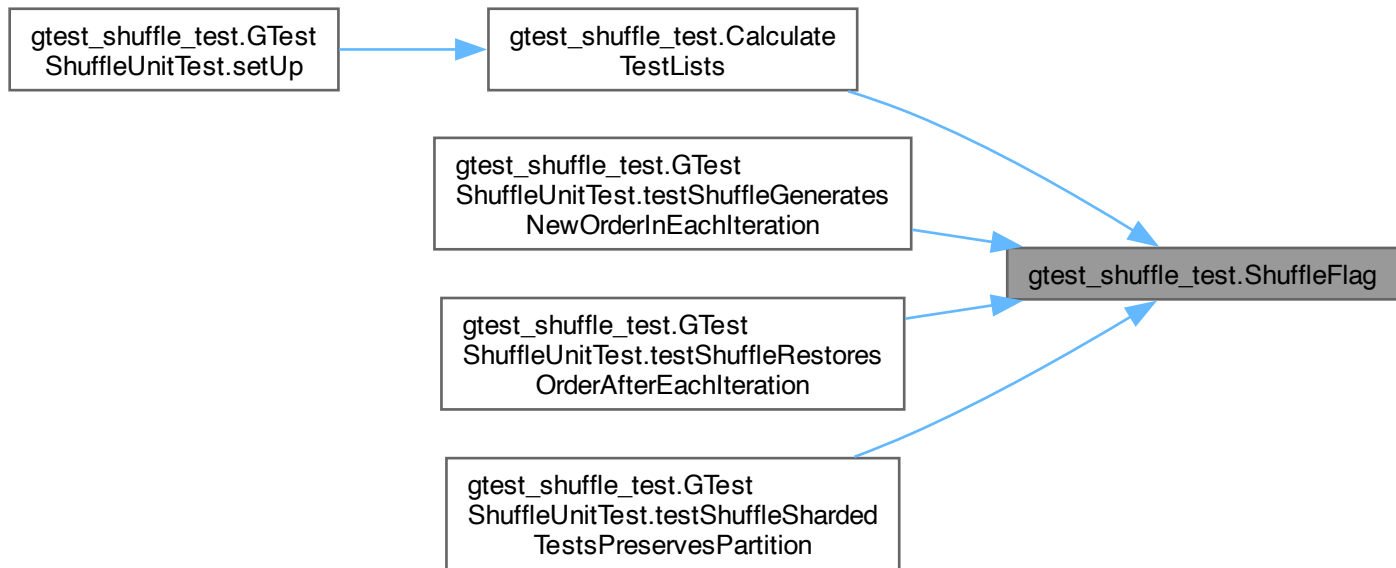 gtest_shuffle_test.GTest
ShuffleUnitTest.setUp
gtest_shuffle_test.Calculate
TestLists
gtest_shuffle_test.GTest
ShuffleUnitTest.testShuffleGenerates
NewOrderInEachIteration
gtest_shuffle_test.ShuffleFlag
gtest_shuffle_test.GTest
ShuffleUnitTest.testShuffleRestores
OrderAfterEachIteration
gtest_shuffle_test.GTest
ShuffleUnitTest.testShuffleSharded
TestsPreservesPartition